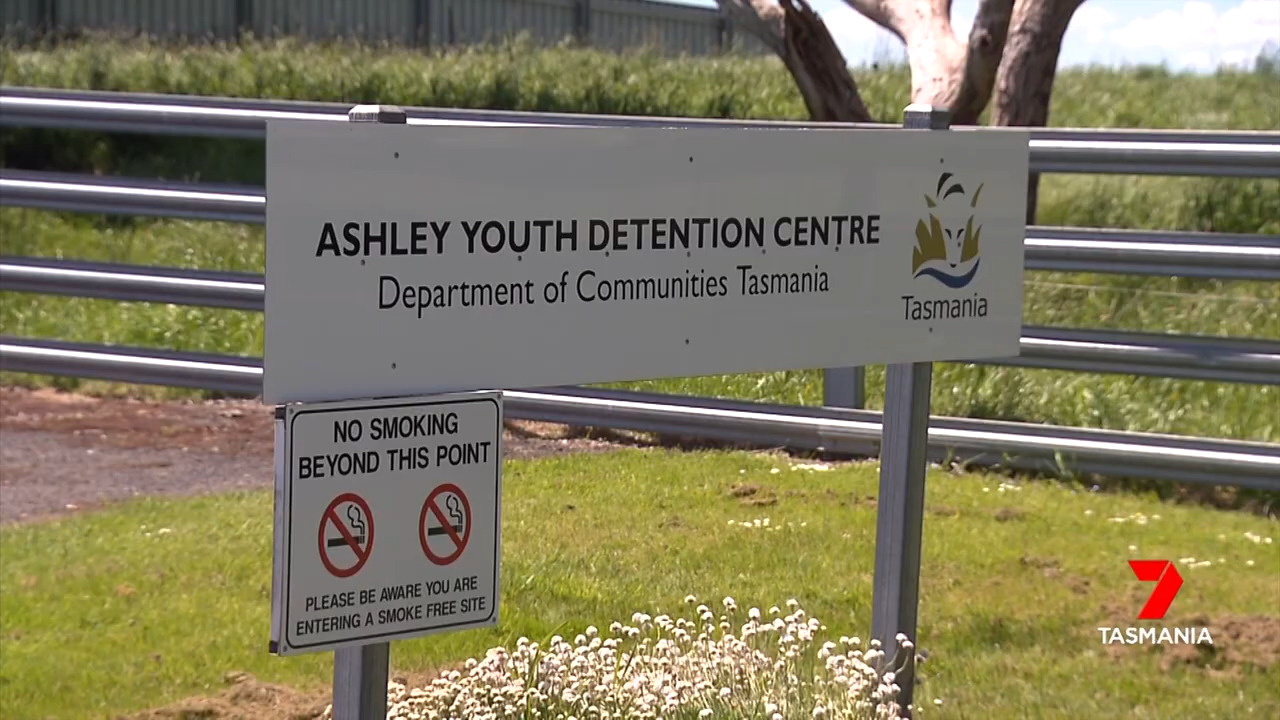 ASHLEY YOUTH DETENTION CENTRE
Department of Communities Tasmania
Tasmania
NO SMOKING
BEYOND THIS POINT
PLEASE BE AWARE YOU ARE
ENTERING A SMOKE FREE SITE
7
TASMANIA